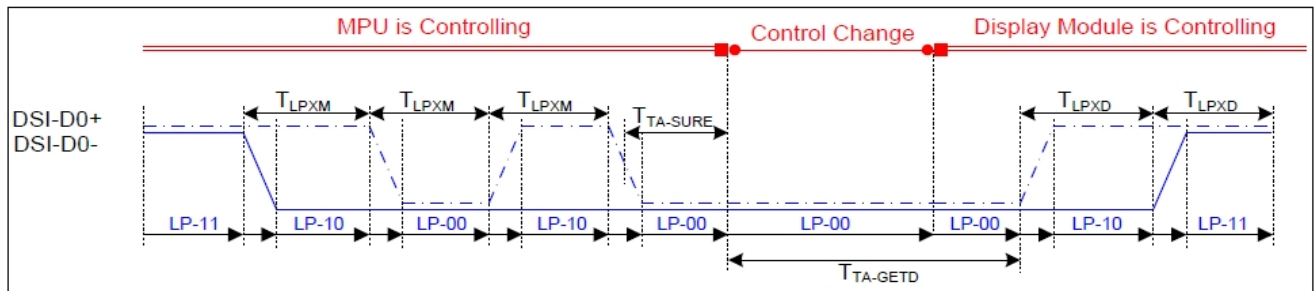 MPU is Controlling
Control Change
Display Module is Controlling
DSI-D0+
DSI-D0-
TLPXM
TLPXM
TLPXM
TTA-SURE
TLPXD
TLPXD
LP-11
LP-10
LP-00
LP-10
LP-00
LP-00
LP-00
LP-10
LP-11
TTA-GETD